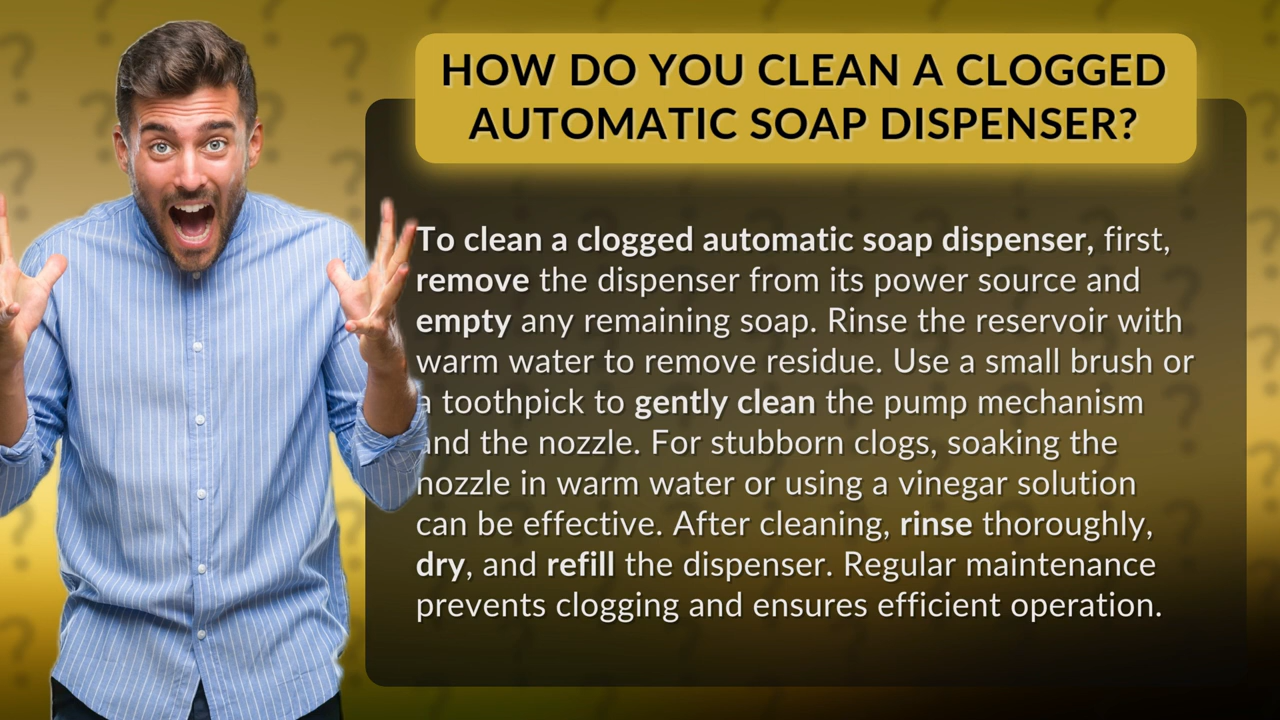 HOW DO YOU CLEAN A CLOGGED
AUTOMATIC SOAP DISPENSER?
To clean a clogged automatic soap dispenser, first,
remove the dispenser from its power source and
empty any remaining soap. Rinse the reservoir with
warm water to remove residue. Use a small brush or
a toothpick to gently clean the pump mechanism
and the nozzle. For stubborn clogs, soaking the
nozzle in warm water or using a vinegar solution
can be effective. After cleaning, rinse thoroughly,
dry, and refill the dispenser. Regular maintenance
prevents clogging and ensures efficient operation.